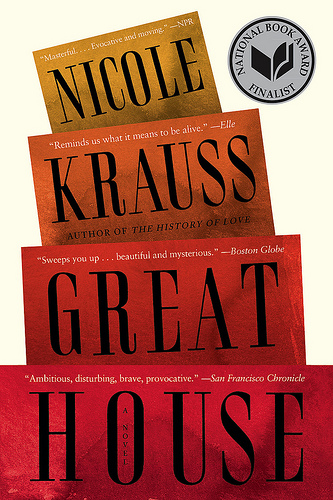 "Masterful. . . . Evocative and moving." —NPR
NATIONAL BOOK AWARD
FINALIST
NICOLE
"Reminds us what it means to be alive." —Elle
KRAUSS
AUTHOR OF THE HISTORY OF LOVE
"Sweeps you up . . . beautiful and mysterious." —Boston Globe
GREAT
"Ambitious, disturbing, brave, provocative." —San Francisco Chronicle
HOUSE
A NOVEL